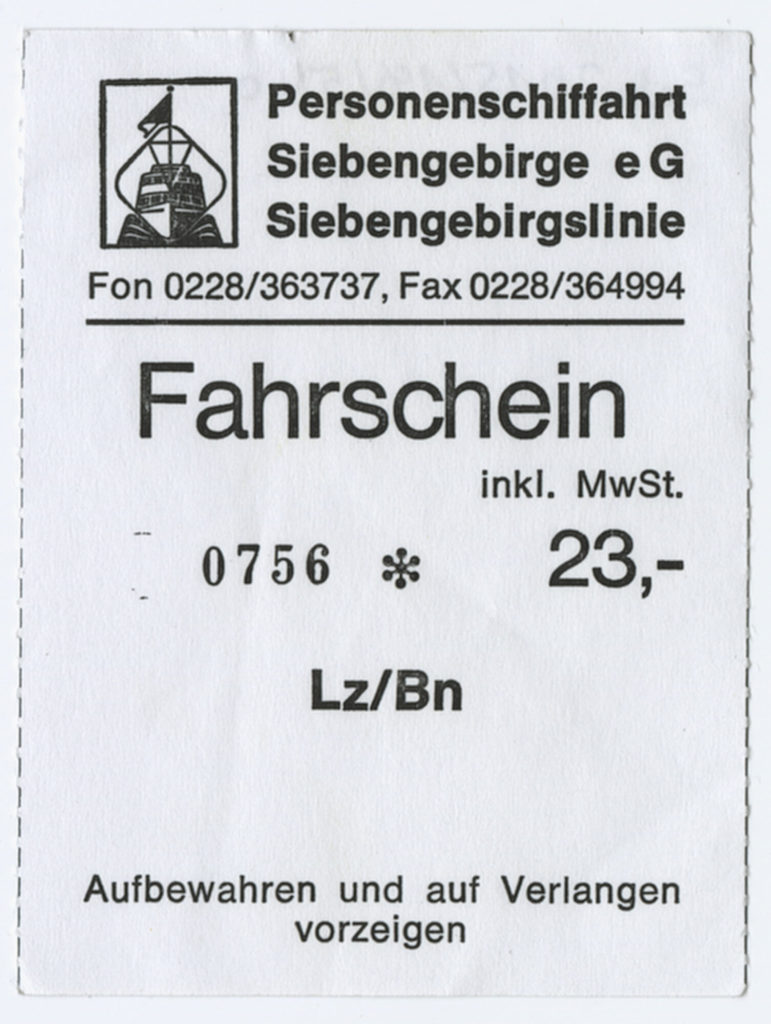 Personenschiffahrt
Siebengebirge eG
Siebengebirgslinie
Fon 0228/363737, Fax 0228/364994
Fahrschein
inkl. MwSt.
0756 * 23,-
Lz/Bn
Aufbewahren und auf Verlangen
vorzeigen